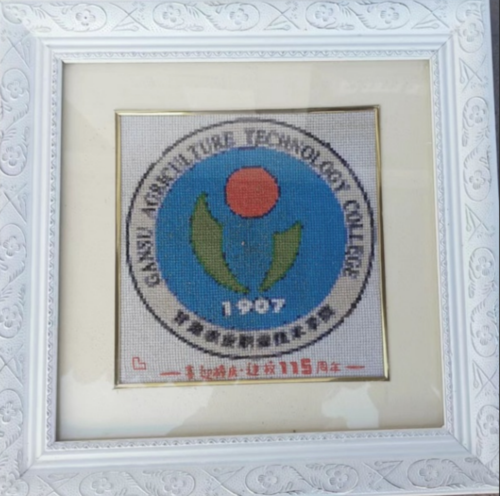 GANSU AGRICULTURE TECHNOLOGY COLLEGE
1907
甘肃农业职业技术学院
喜迎校庆·建校115周年